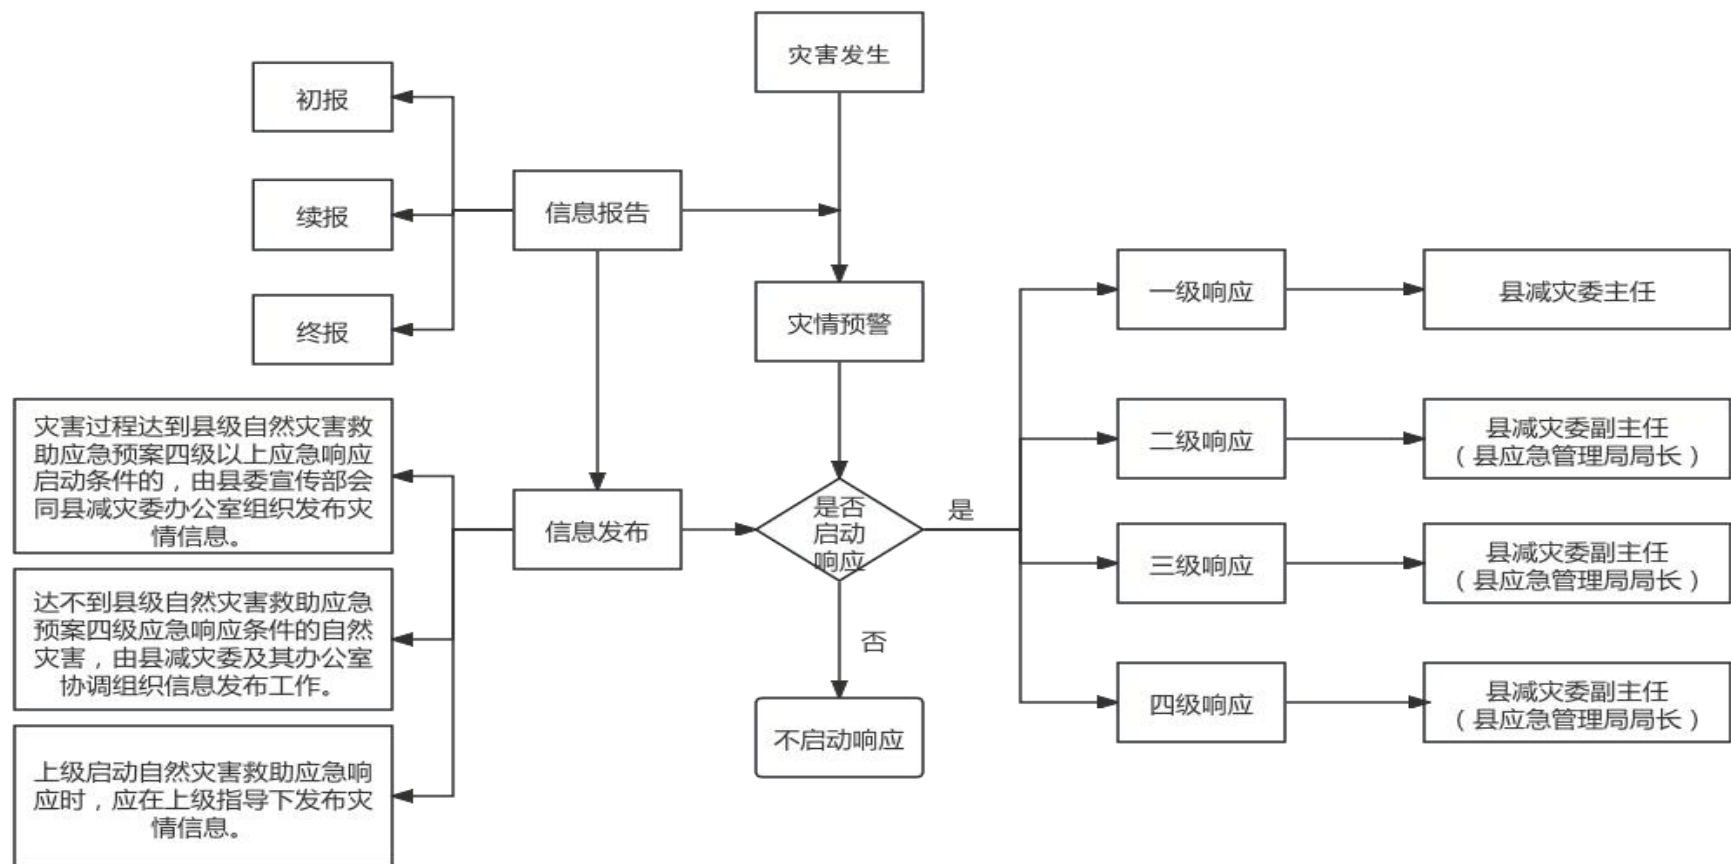 灾害发生
初报
续报
信息报告
终报
灾情预警
一级响应
县减灾委主任
二级响应
县减灾委副主任
（县应急管理局局长）
灾害过程达到县级自然灾害救
助应急预案四级以上应急响应
启动条件的，由县委宣传部会
同县减灾委办公室组织发布灾
情信息。
信息发布
是否
启动
响应
是
三级响应
县减灾委副主任
（县应急管理局局长）
达不到县级自然灾害救助应急
预案四级应急响应条件的自然
灾害，由县减灾委及其办公室
协调组织信息发布工作。
否
四级响应
县减灾委副主任
（县应急管理局局长）
不启动响应
上级启动自然灾害救助应急响
应时，应在上级指导下发布灾
情信息。